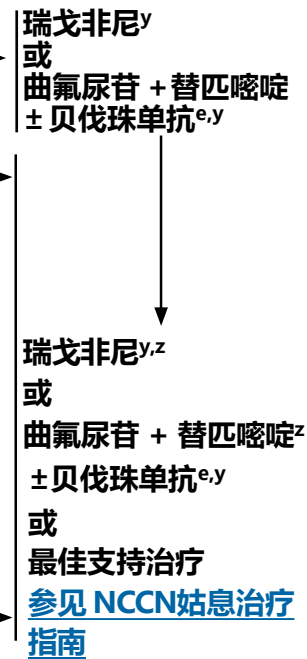 瑞戈非尼y
或
曲氟尿苷 +替匹嘧啶
± 贝伐珠单抗e,y
瑞戈非尼y,z
或
曲氟尿苷 + 替匹嘧啶z
±贝伐珠单抗e,y
或
最佳支持治疗
参见 NCCN姑息治疗
指南